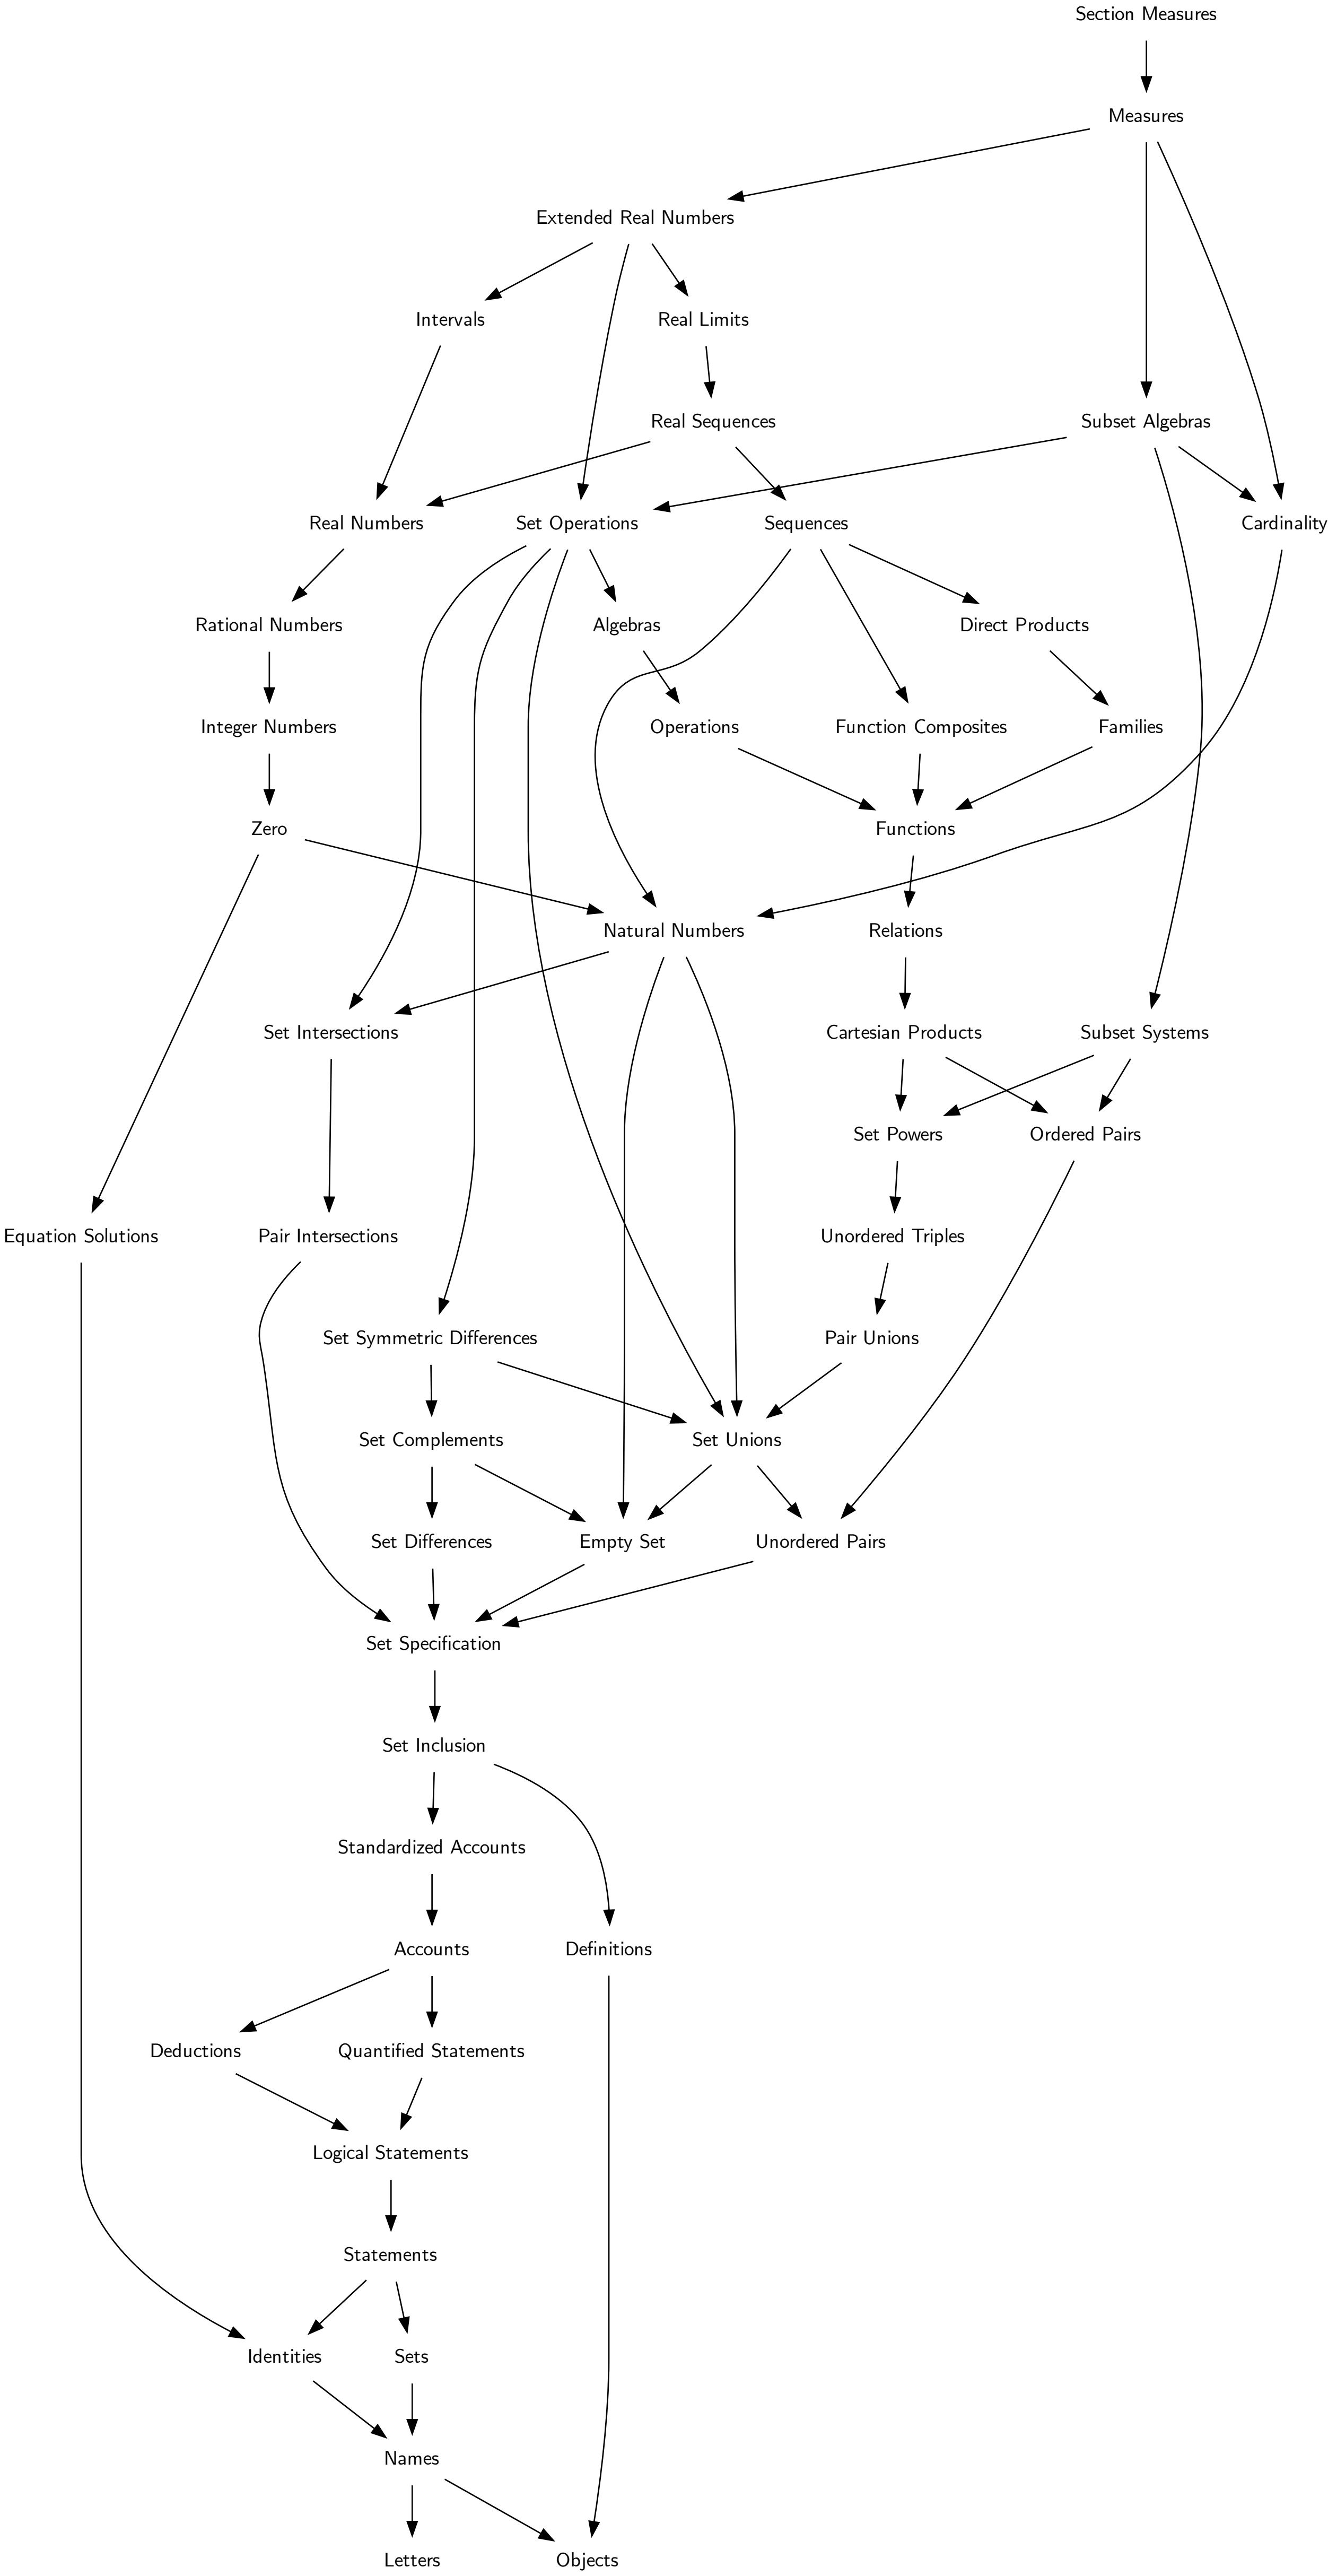 Section Measures
Measures
Extended Real Numbers
Intervals
Real Limits
Real Sequences
Subset Algebras
Real Numbers
Set Operations
Sequences
Cardinality
Rational Numbers
Algebras
Direct Products
Integer Numbers
Operations
Function Composites
Families
Zero
Functions
Natural Numbers
Relations
Set Intersections
Cartesian Products
Subset Systems
Set Powers
Ordered Pairs
Equation Solutions
Pair Intersections
Unordered Triples
Set Symmetric Differences
Pair Unions
Set Complements
Set Unions
Set Differences
Empty Set
Unordered Pairs
Set Specification
Set Inclusion
Standardized Accounts
Accounts
Definitions
Deductions
Quantified Statements
Logical Statements
Statements
Identities
Sets
Names
Letters
Objects